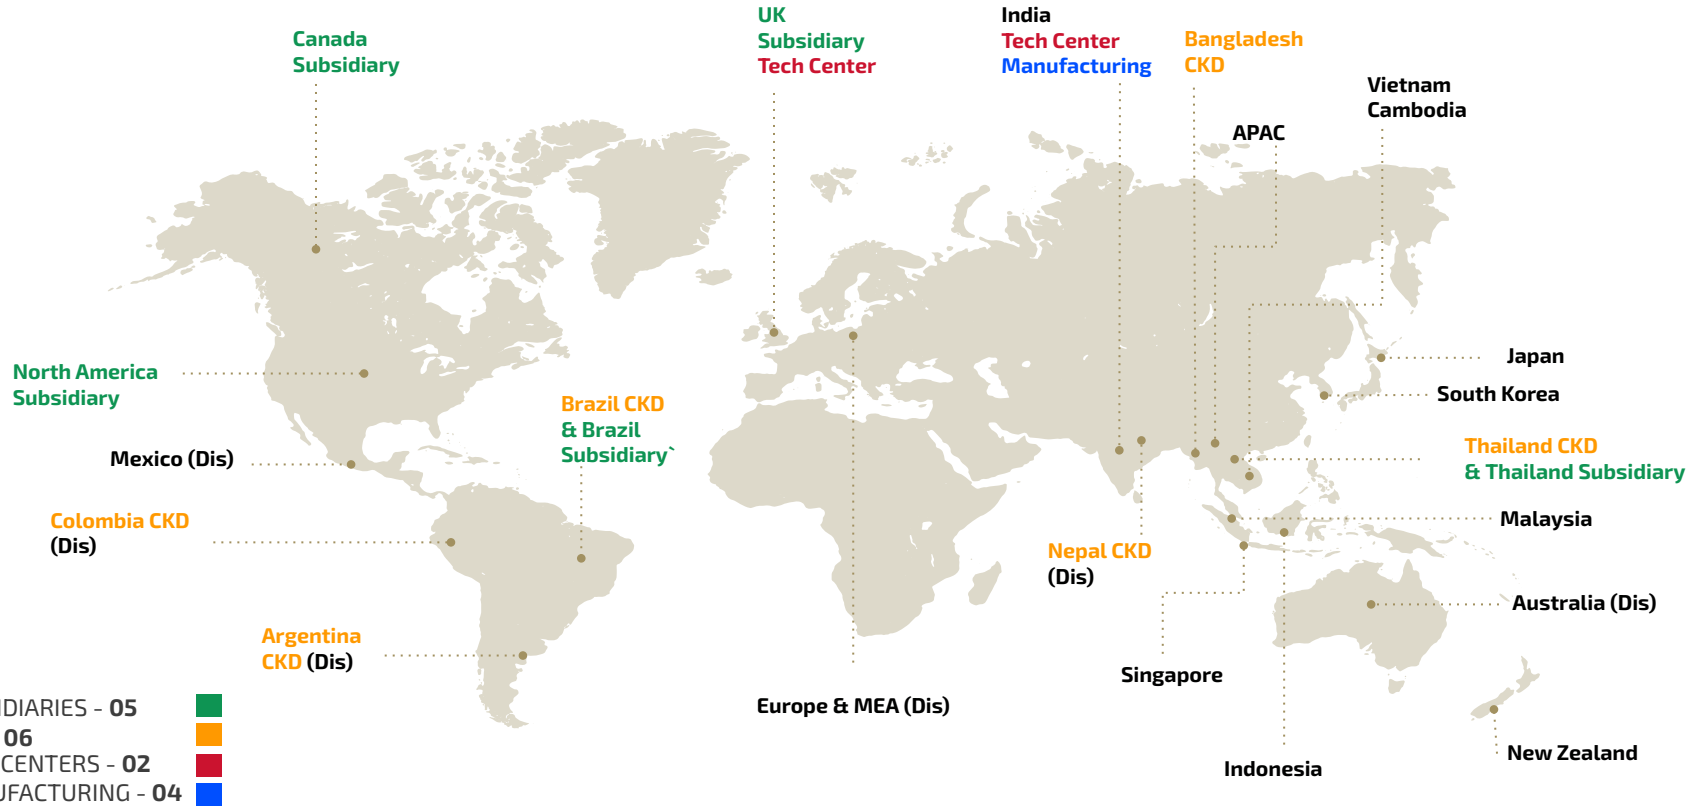 Canada
Subsidiary
UK
Subsidiary
Tech Center
India
Tech Center
Manufacturing
Bangladesh
CKD
Vietnam
Cambodia
APAC
Japan
South Korea
North America
Subsidiary
Brazil CKD
& Brazil
Subsidiary`
Mexico (Dis)
Thailand CKD
& Thailand Subsidiary
Colombia CKD
(Dis)
Malaysia
Nepal CKD
(Dis)
Australia (Dis)
Argentina
CKD (Dis)
Singapore
Europe & MEA (Dis)
New Zealand
Indonesia
IDIARIES - 05
06
CENTERS - 02
UFACTURING - 04